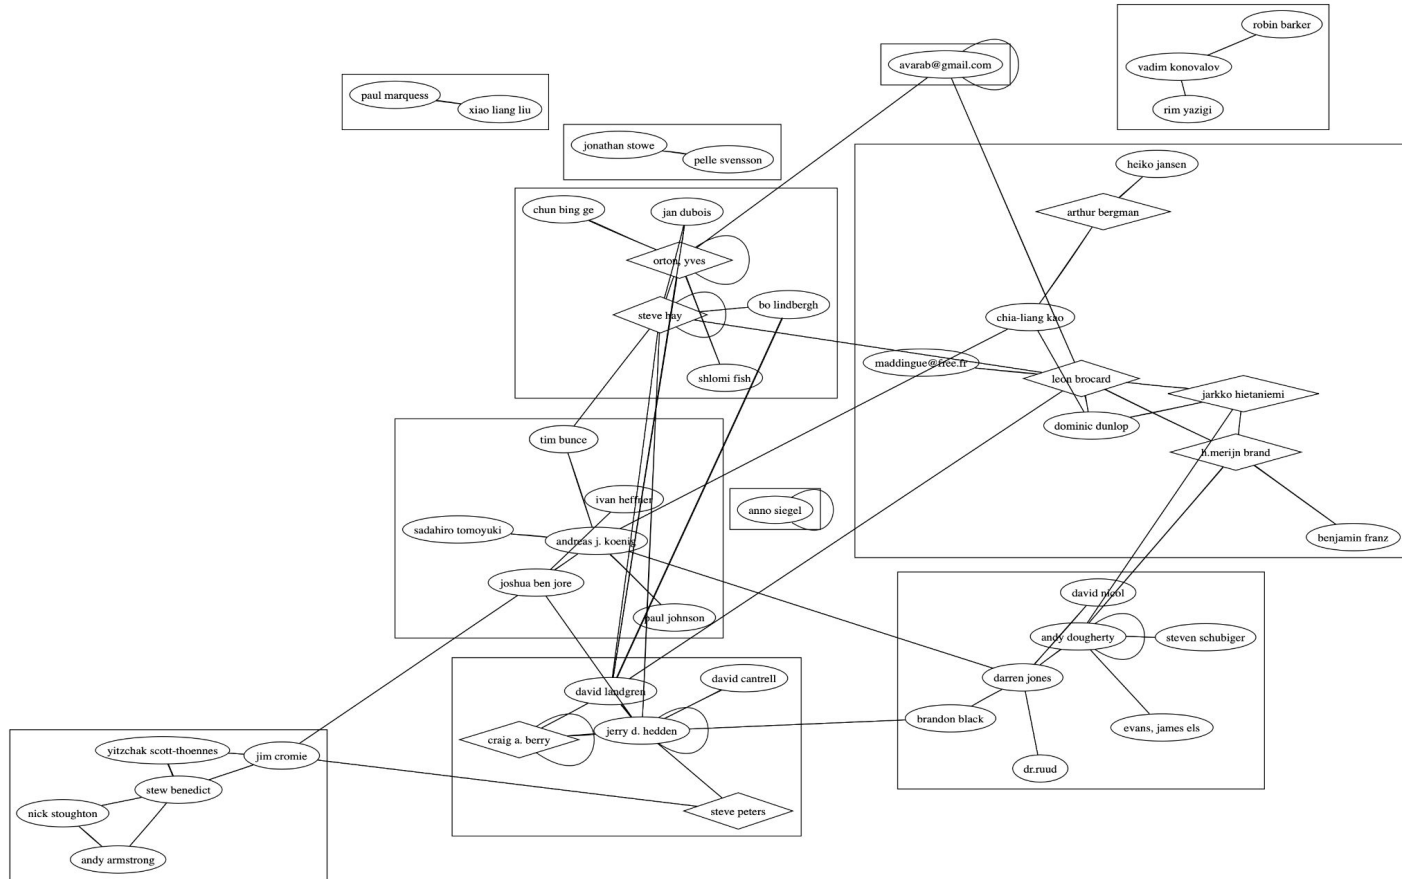 robin barker
avarab@gmail.com
vadim konovalov
paul marquess
xiao liang liu
rim yazigi
jonathan stowe
pelle svensson
heiko jansen
chun bing ge
jan dubois
arthur bergman
orton, yves
bo lindbergh
steve hay
chia-liang kao
maddingue@free.fr
shlomi fish
leon brocard
jarkko hietaniemi
dominic dunlop
tim bunce
h.merijn brand
ivan heffner
anno siegel
sadahiro tomoyuki
andreas j. koenig
benjamin franz
joshua ben jore
david nicol
paul johnson
andy dougherty
steven schubiger
david cantrell
darren jones
david landgren
brandon black
evans, james els
jerry d. hedden
craig a. berry
yitzchak scott-thoennes
jim cromie
dr.ruud
stew benedict
nick stoughton
steve peters
andy armstrong